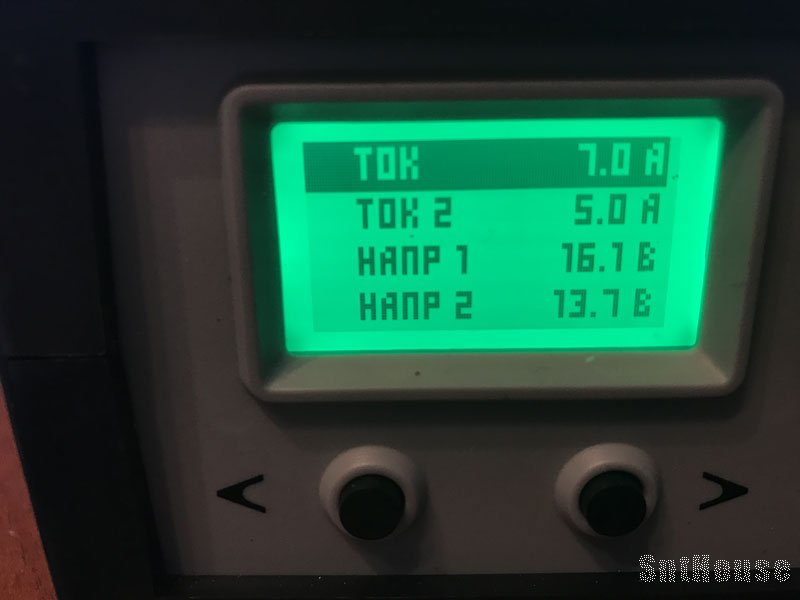 ТОК 7.0 А
ТОК 2 5.0 А
НАПР 1 16.1 В
НАПР 2 13.7 В
< >
SntHouse